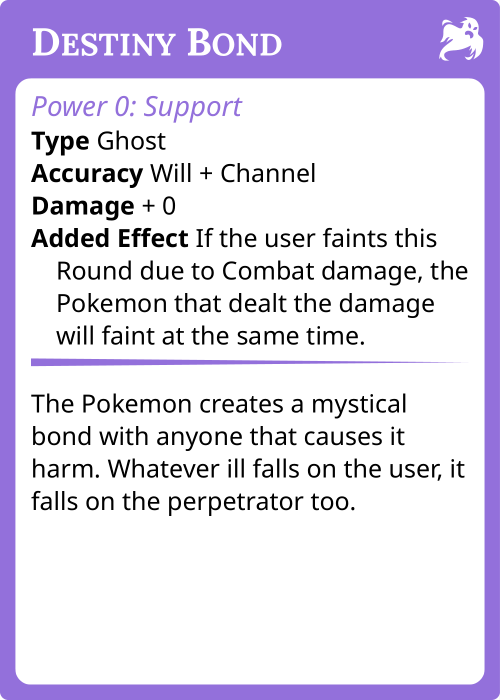 Destiny Bond
Power 0: Support
Type Ghost
Accuracy Will + Channel
Damage + 0
Added Effect If the user faints this
Round due to Combat damage, the
Pokemon that dealt the damage
will faint at the same time.
The Pokemon creates a mystical
bond with anyone that causes it
harm. Whatever ill falls on the user, it
falls on the perpetrator too.